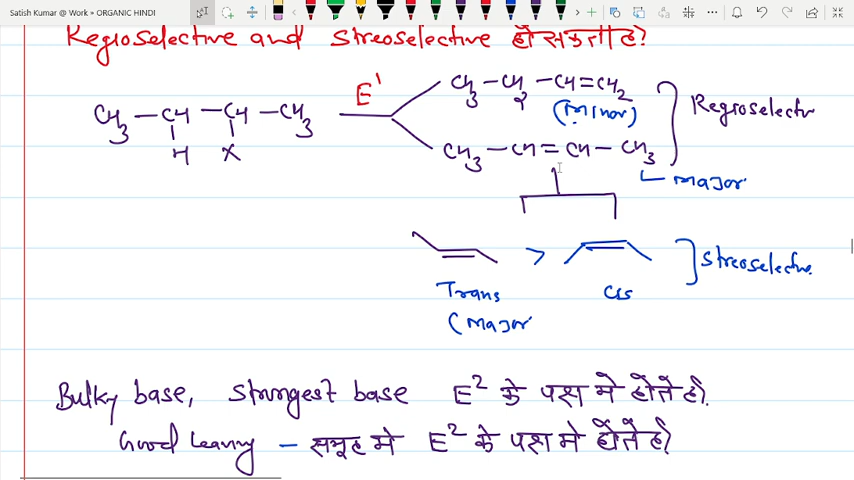 Satish Kumar @ Work » ORGANIC HINDI
Regioselective and Streoselective हो सकती है?
CH3 – CH – CH – CH3
H X
E1
CH3 – CH2 – CH = CH2
(Minor)
Regioselectiv
CH3 – CH = CH – CH3
Major
> Streoselective
Trans Cis
(Major
Bulky base, Strongest base E2 के पक्ष मे होते है।
Good Leaving – समूह मे E2 के पक्ष मे होते है।